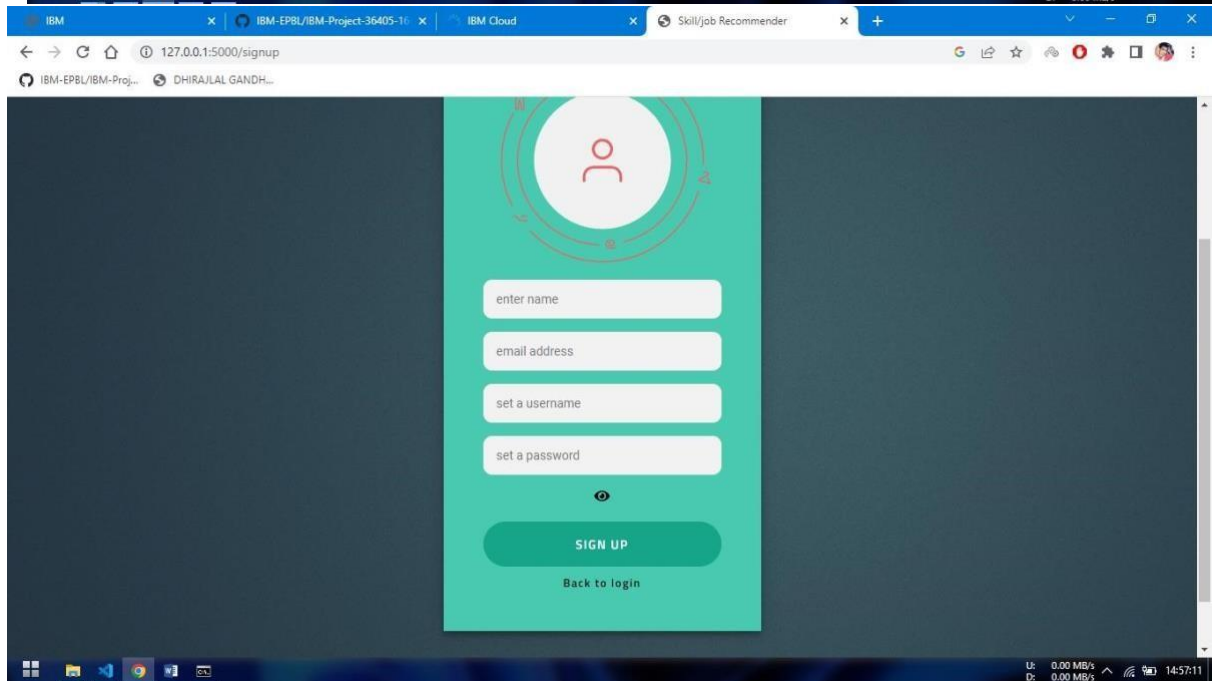 IBM
IBM-EPBL/IBM-Project-36405-16
IBM Cloud
Skill/job Recommender
127.0.0.1:5000/signup
IBM-EPBL/IBM-Proj...
DHIRAJLAL GANDH...
enter name
email address
set a username
set a password
SIGN UP
Back to login
U: 0.00 MB/s
D: 0.00 MB/s
14:57:11